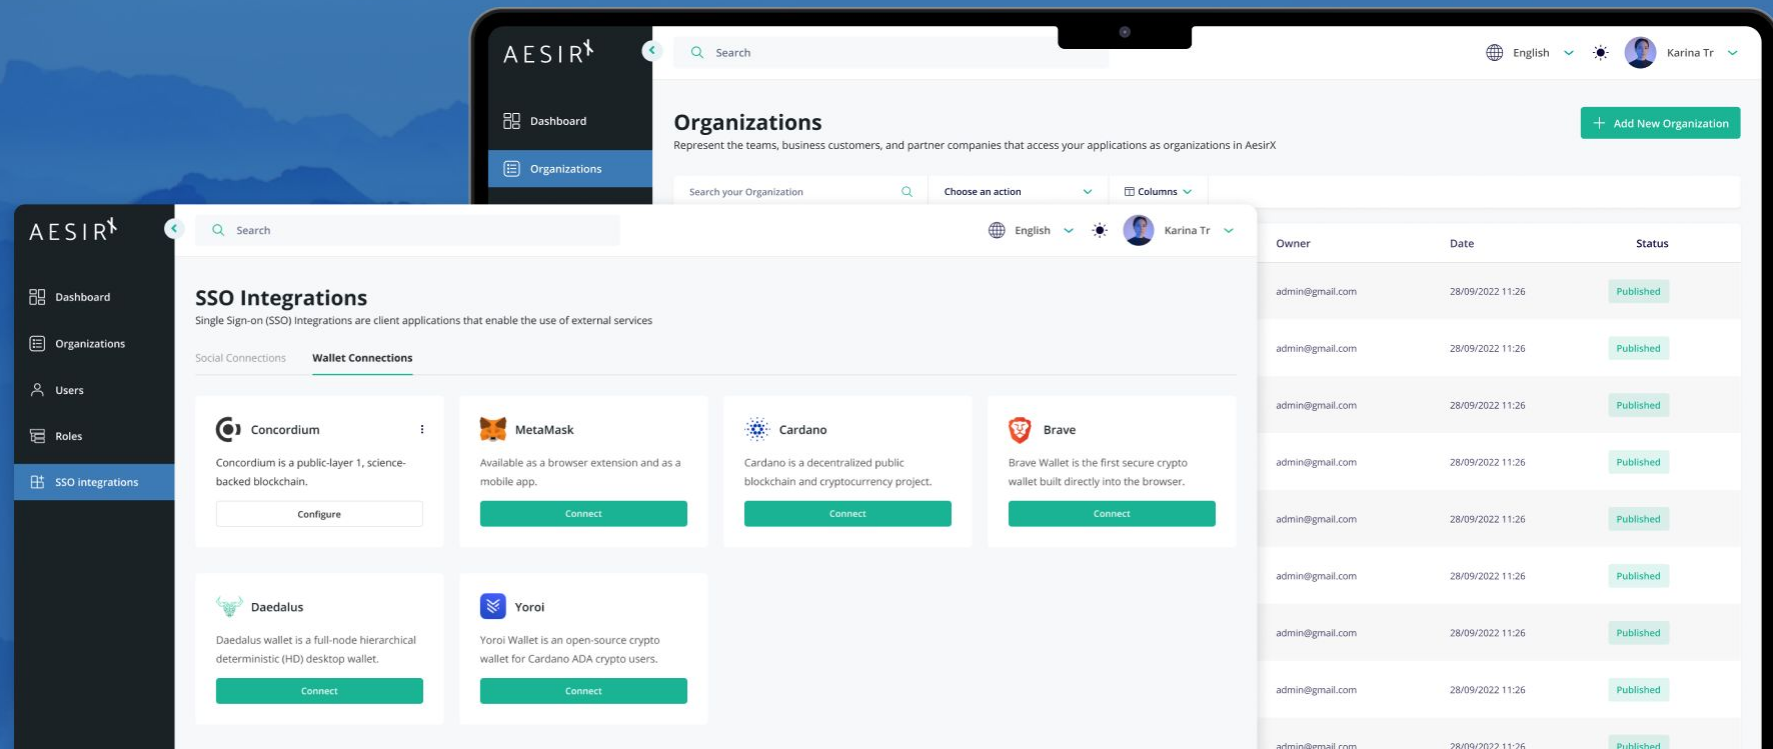 AESIRX
Search
English
Karina Tr
Dashboard
Organizations
Organizations
Represent the teams, business customers, and partner companies that access your applications as organizations in AesirX
+ Add New Organization
Search your Organization
Choose an action
Columns
Owner Date Status
admin@gmail.com 28/09/2022 11:26 Published
admin@gmail.com 28/09/2022 11:26 Published
admin@gmail.com 28/09/2022 11:26 Published
admin@gmail.com 28/09/2022 11:26 Published
admin@gmail.com 28/09/2022 11:26 Published
admin@gmail.com 28/09/2022 11:26 Published
admin@gmail.com 28/09/2022 11:26 Published
admin@gmail.com 28/09/2022 11:26 Published
admin@gmail.com 28/09/2022 11:26 Published
AESIRX
Search
English
Karina Tr
Dashboard
Organizations
Users
Roles
SSO integrations
SSO Integrations
Single Sign-on (SSO) Integrations are client applications that enable the use of external services
Social Connections
Wallet Connections
Concordium
Concordium is a public-layer 1, science-
backed blockchain.
Configure
MetaMask
Available as a browser extension and as a
mobile app.
Connect
Cardano
Cardano is a decentralized public
blockchain and cryptocurrency project.
Connect
Brave
Brave Wallet is the first secure crypto
wallet built directly into the browser.
Connect
Daedalus
Daedalus wallet is a full-node hierarchical
deterministic (HD) desktop wallet.
Connect
Yoroi
Yoroi Wallet is an open-source crypto
wallet for Cardano ADA crypto users.
Connect